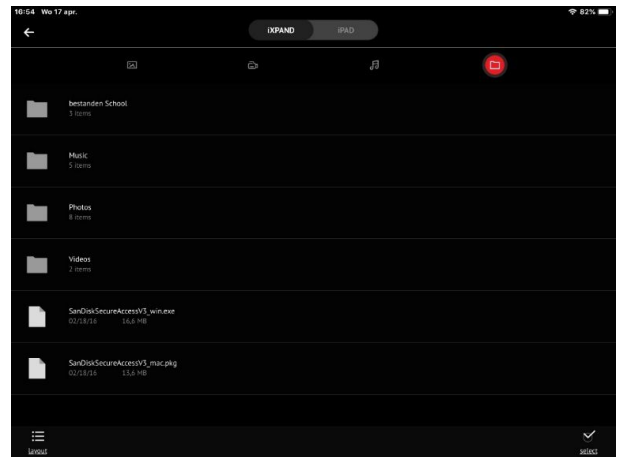 16:54 Wo 17 apr.
82%
iXPAND
iPAD
bestanden School
3 items
Music
5 items
Photos
8 items
Videos
2 items
SanDiskSecureAccessV3_win.exe
02/18/16 16,6 MB
SanDiskSecureAccessV3_mac.pkg
02/18/16 13,6 MB
layout
select